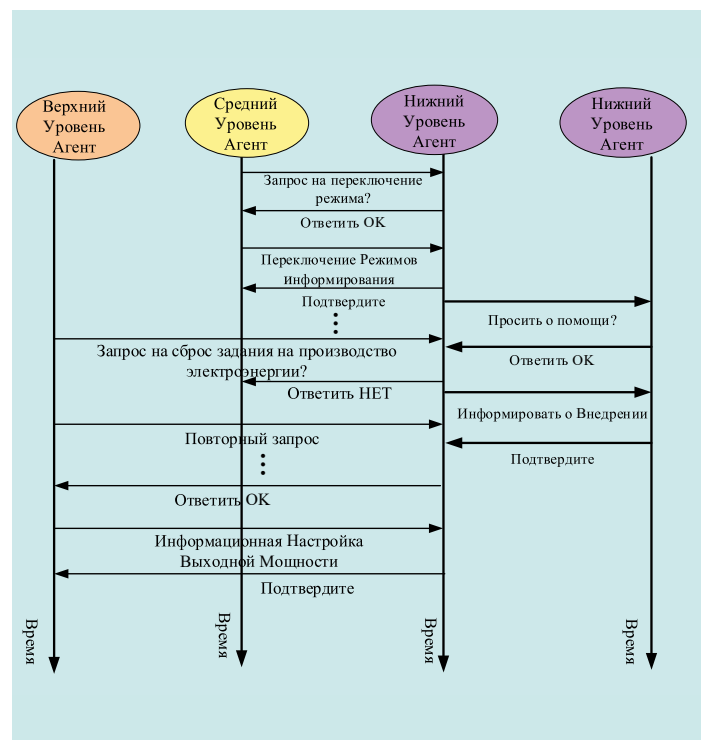 Верхний
Уровень
Агент
Средний
Уровень
Агент
Нижний
Уровень
Агент
Нижний
Уровень
Агент
Запрос на переключение
режима?
Ответить OK
Переключение Режимов
информирования
Подтвердите
Просить о помощи?
Запрос на сброс задания на производство
электроэнергии?
Ответить OK
Ответить НЕТ
Информировать о Внедрении
Повторный запрос
Подтвердите
Ответить OK
Информационная Настройка
Выходной Мощности
Подтвердите
Время
Время
Время
Время